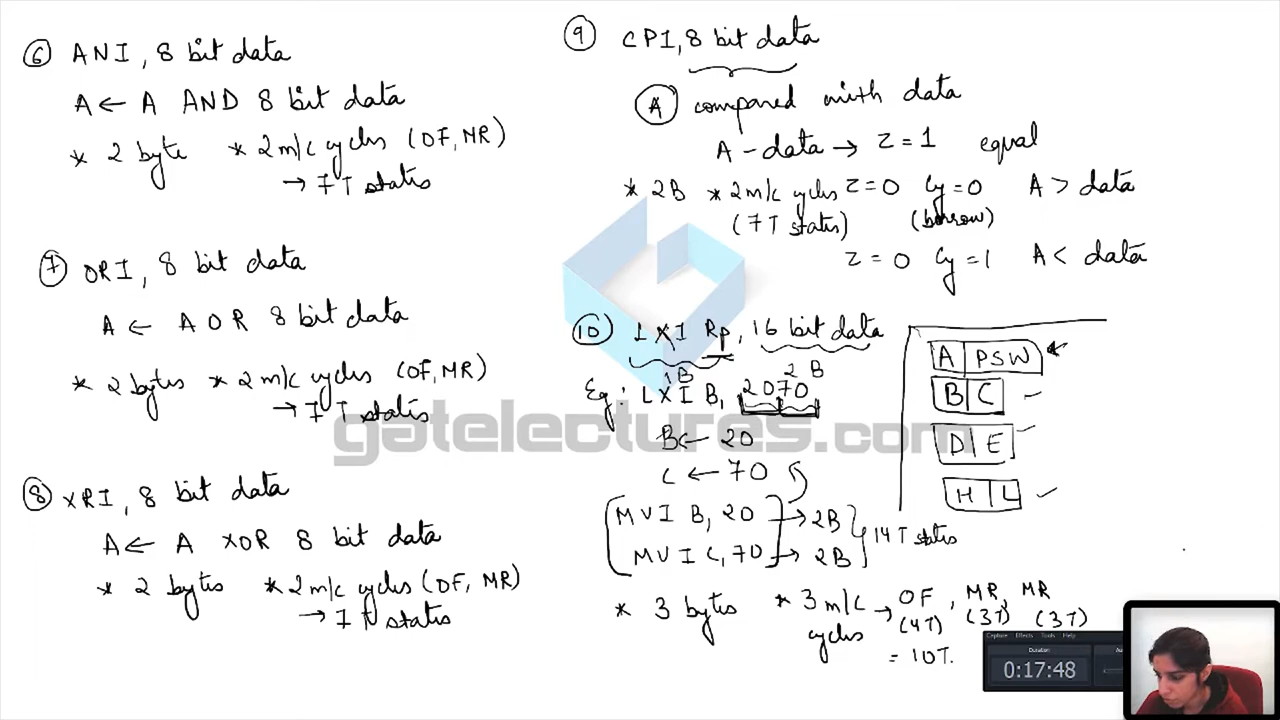 ⑥ ANI, 8 bit data
A ← A AND 8 bit data
* 2 byte * 2 m/c cycles (OF, MR)
→ 7 T states
⑦ ORI, 8 bit data
A ← A OR 8 bit data
* 2 bytes * 2 m/c cycles (OF, MR)
→ 7 T states
⑧ XRI, 8 bit data
A ← A XOR 8 bit data
* 2 bytes * 2 m/c cycles (OF, MR)
→ 7 T states
⑨ CPI, 8 bit data
A compared with data
A - data → Z = 1 equal
* 2B * 2 m/c cycles Z = 0 Cy = 0 A > data
(7 T states) (borrow)
Z = 0 Cy = 1 A < data
⑩ LXI Rp, 16 bit data
1B 2B
Eg: LXI B, 2070
B ← 20
C ← 70
MVI B, 20 → 2B
MVI C, 70 → 2B
14 T states
* 3 bytes * 3 m/c cycles → OF, MR, MR
(4T) (3T) (3T)
= 10T.
A PSW
B C
D E
H L
gatelectures.com
Capture Effects Tools Help
Duration
0:17:48